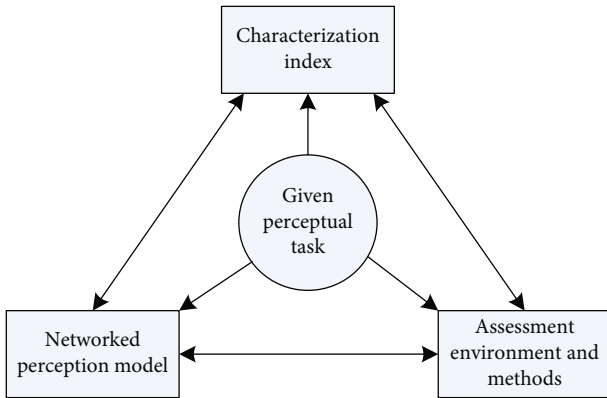 Characterization
index
Given
perceptual
task
Networked
perception model
Assessment
environment and
methods